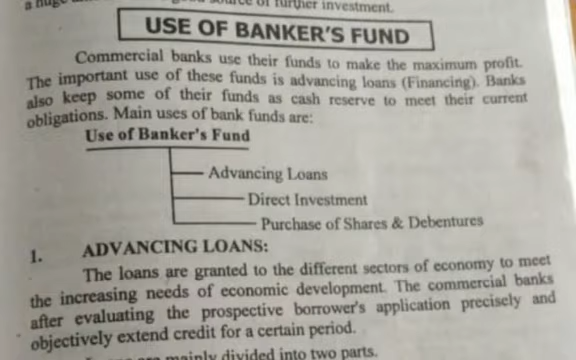 a huge
source of further investment.
USE OF BANKER'S FUND
Commercial banks use their funds to make the maximum profit.
The important use of these funds is advancing loans (Financing). Banks
also keep some of their funds as cash reserve to meet their current
obligations. Main uses of bank funds are:
Use of Banker's Fund
Advancing Loans
Direct Investment
Purchase of Shares & Debentures
1. ADVANCING LOANS:
The loans are granted to the different sectors of economy to meet
the increasing needs of economic development. The commercial banks
after evaluating the prospective borrower's application precisely and
objectively extend credit for a certain period.
are mainly divided into two parts.